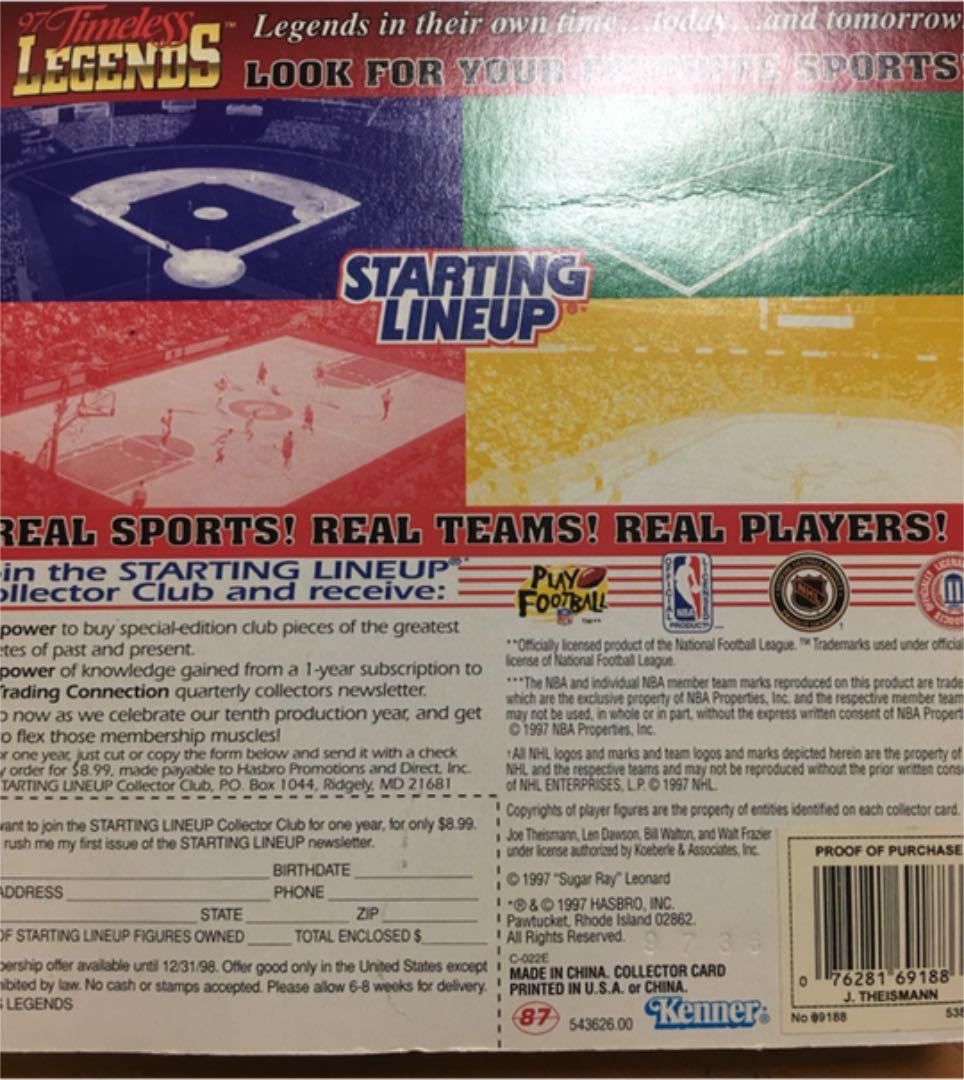 97 Timeless LEGENDS™
Legends in their own time...today...and tomorrow
LOOK FOR YOUR FAVORITE SPORTS
STARTING LINEUP®*
REAL SPORTS! REAL TEAMS! REAL PLAYERS!
in the STARTING LINEUP®*
ollector Club and receive:
power to buy special-edition club pieces of the greatest
etes of past and present.
power of knowledge gained from a 1-year subscription to
Trading Connection quarterly collectors newsletter.
o now as we celebrate our tenth production year, and get
o flex those membership muscles!
or one year, just cut or copy the form below and send it with a check
y order for $8.99, made payable to Hasbro Promotions and Direct, Inc.
STARTING LINEUP Collector Club, P.O. Box 1044, Ridgely, MD 21681
want to join the STARTING LINEUP Collector Club for one year, for only $8.99.
rush me my first issue of the STARTING LINEUP newsletter.
BIRTHDATE
ADDRESS PHONE
STATE ZIP
OF STARTING LINEUP FIGURES OWNED TOTAL ENCLOSED $
bership offer available until 12/31/98. Offer good only in the United States except
hibited by law. No cash or stamps accepted. Please allow 6-8 weeks for delivery.
LEGENDS
PLAY
FOOTBALL
NFL
™**
OFFICIAL
LICENSED
NBA
PRODUCT
***
NHL
†
OFFICIALLY LICENSED
**Officially licensed product of the National Football League. ™ Trademarks used under official
license of National Football League.
***The NBA and individual NBA member team marks reproduced on this product are trade
which are the exclusive property of NBA Properties, Inc. and the respective member team
may not be used, in whole or in part, without the express written consent of NBA Propert
© 1997 NBA Properties, Inc.
†All NHL logos and marks and team logos and marks depicted herein are the property of
NHL and the respective teams and may not be reproduced without the prior written conse
of NHL ENTERPRISES, L.P. © 1997 NHL.
Copyrights of player figures are the property of entities identified on each collector card.
Joe Theismann, Len Dawson, Bill Walton, and Walt Frazier
under license authorized by Koeberle & Associates, Inc.
© 1997 "Sugar Ray" Leonard
*® & © 1997 HASBRO, INC.
Pawtucket, Rhode Island 02862.
All Rights Reserved.
C-022E
MADE IN CHINA. COLLECTOR CARD
PRINTED IN U.S.A. or CHINA.
87 543626.00 Kenner®*
PROOF OF PURCHASE
0 76281 69188
J. THEISMANN
No 69188 538